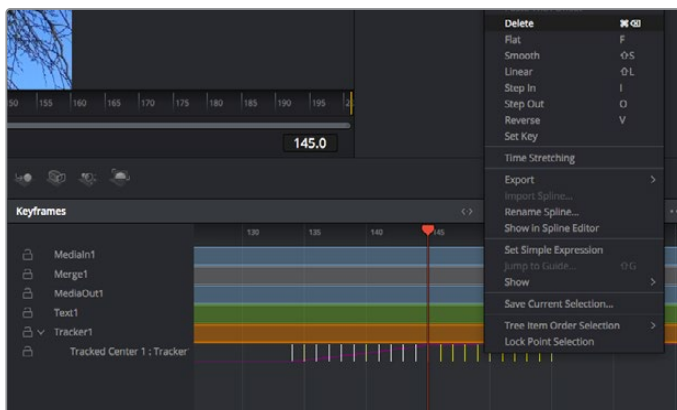 Delete ⌘⌫
Flat F
Smooth ⇧S
Linear ⇧L
Step In I
Step Out O
Reverse V
Set Key
Time Stretching
Export >
Import Spline...
Rename Spline...
Show in Spline Editor
Set Simple Expression
Jump to Guide... ⇧G
Show >
Save Current Selection...
Tree Item Order Selection >
Lock Point Selection
50 155 160 165 170 175 180 185 190 195
145.0
Keyframes
130 135 140 145
MediaIn1
Merge1
MediaOut1
Text1
Tracker1
Tracked Center 1 : Tracker